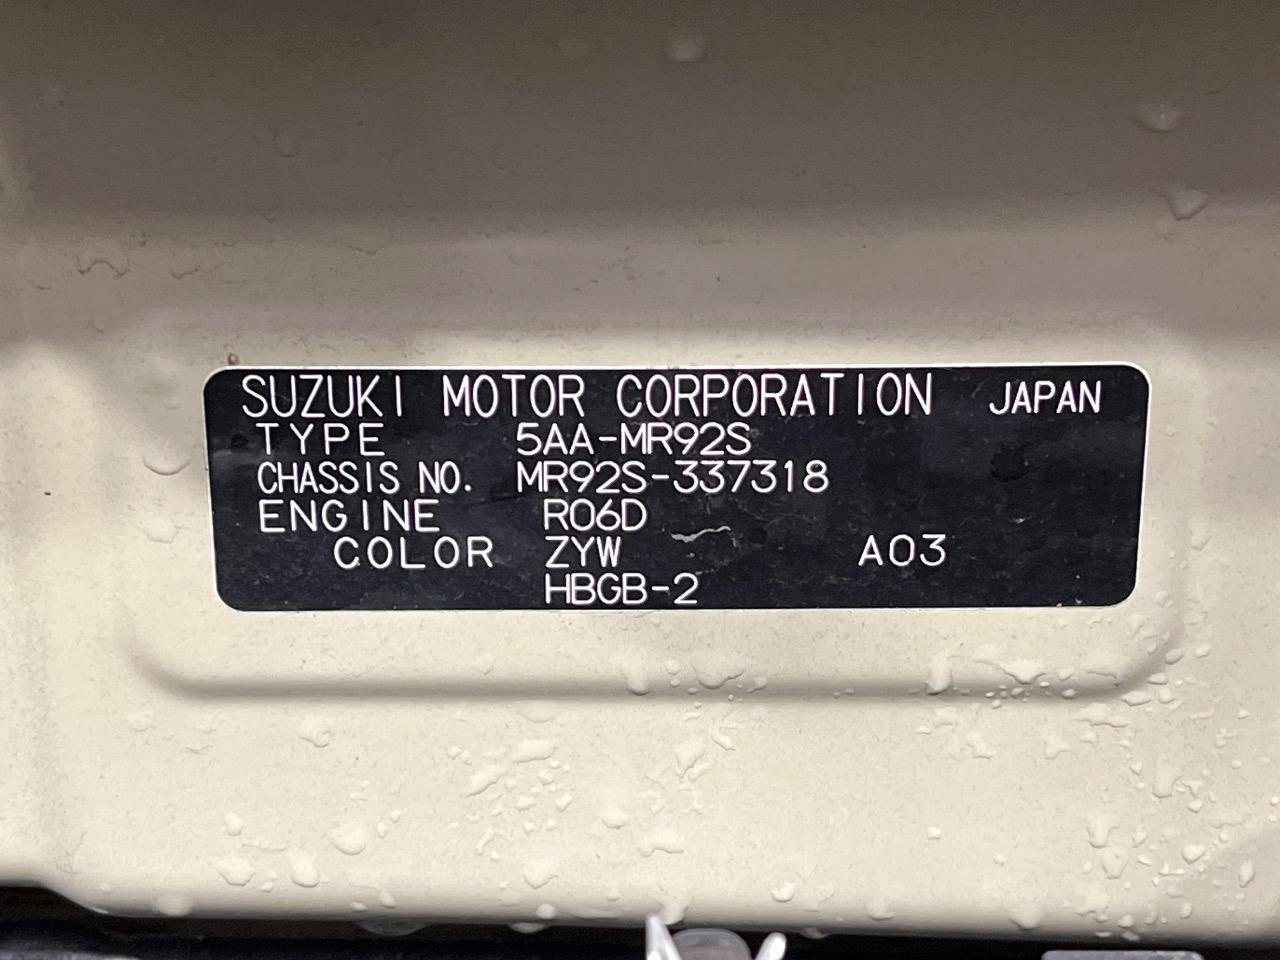 SUZUKI MOTOR CORPORATION JAPAN
TYPE 5AA-MR92S
CHASSIS NO. MR92S-337318
ENGINE R06D
COLOR ZYW A03
HBGB-2